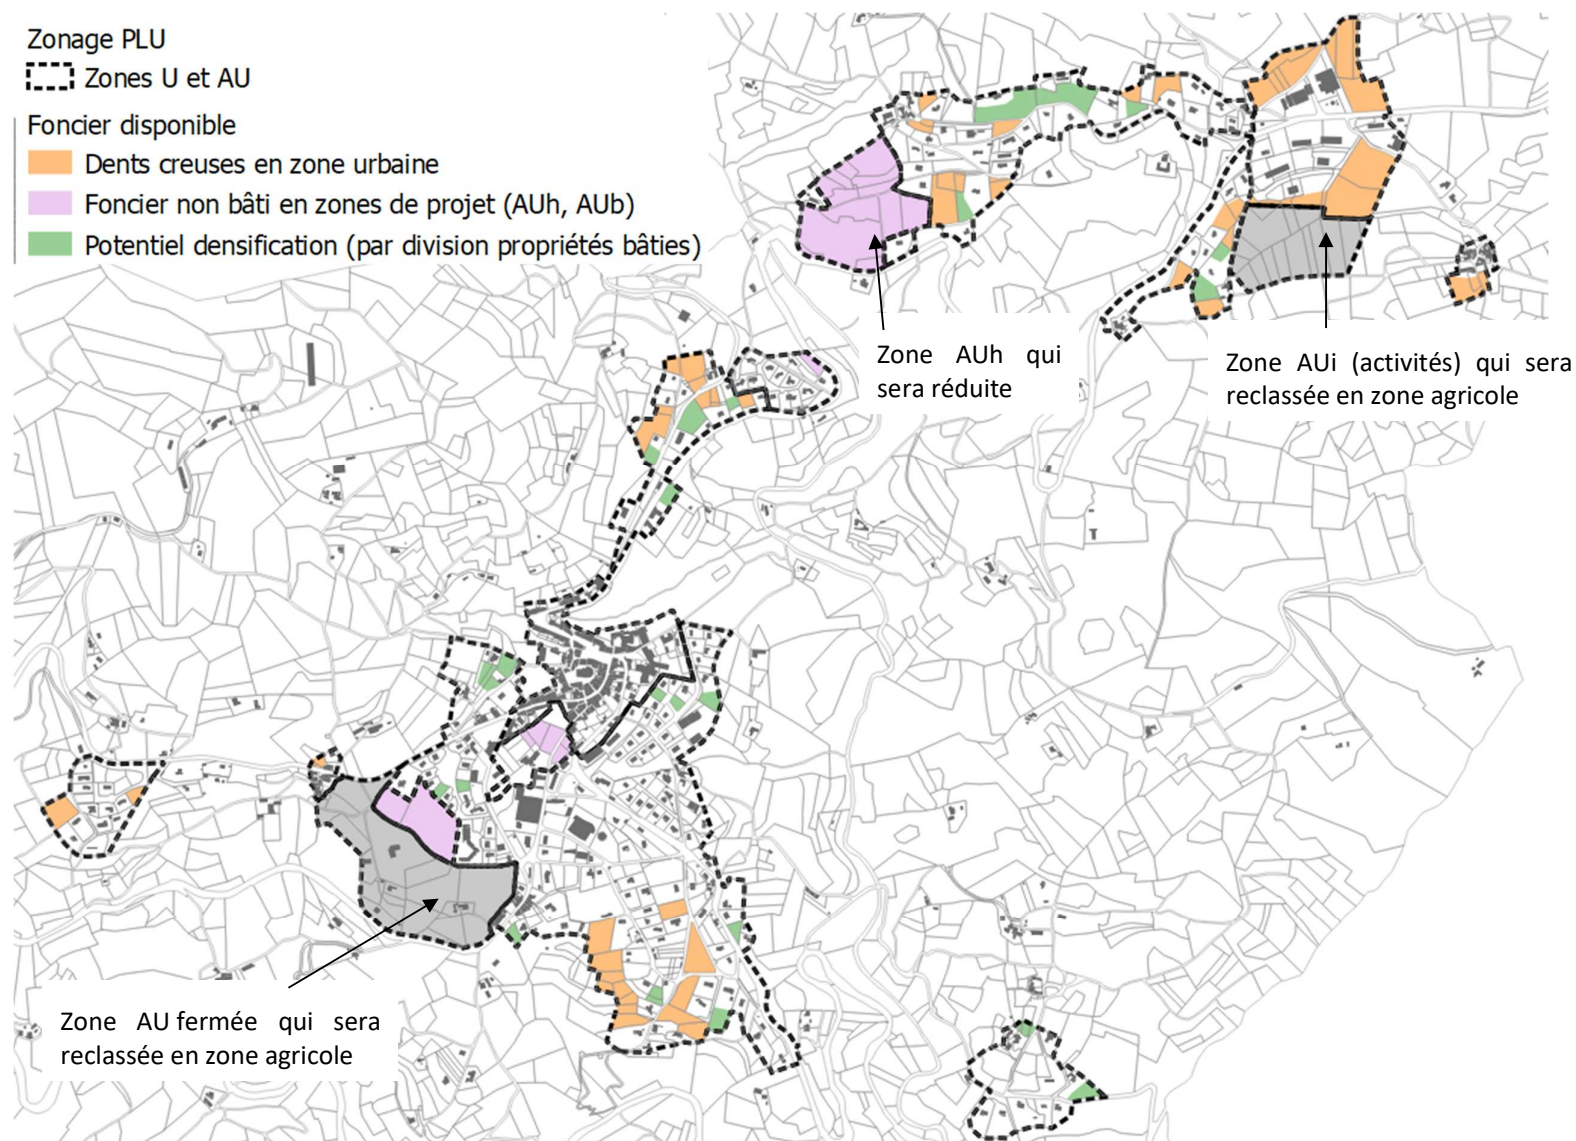 Zonage PLU
Zones U et AU
Foncier disponible
Dents creuses en zone urbaine
Foncier non bâti en zones de projet (AUh, AUb)
Potentiel densification (par division propriétés bâties)
Zone AUh qui
sera réduite
Zone AUi (activités) qui sera
reclassée en zone agricole
Zone AU fermée qui sera
reclassée en zone agricole